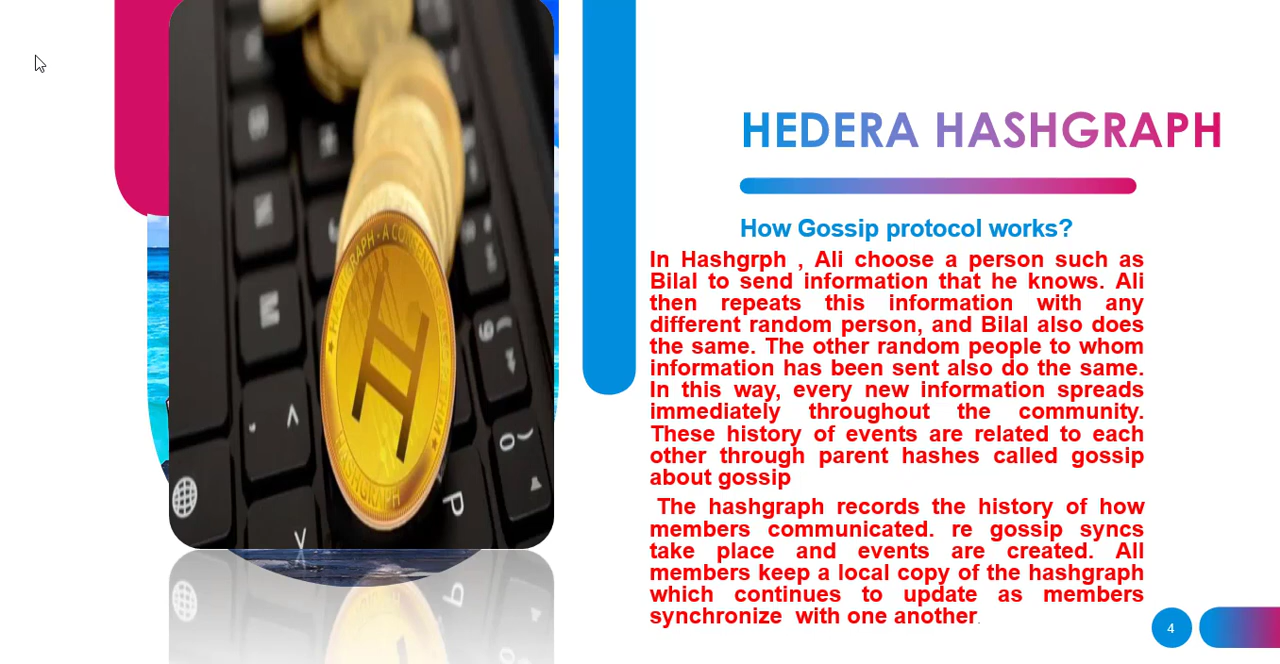 HEDERA HASHGRAPH
How Gossip protocol works?
In Hashgrph , Ali choose a person such as
Bilal to send information that he knows. Ali
then repeats this information with any
different random person, and Bilal also does
the same. The other random people to whom
information has been sent also do the same.
In this way, every new information spreads
immediately throughout the community.
These history of events are related to each
other through parent hashes called gossip
about gossip
The hashgraph records the history of how
members communicated. re gossip syncs
take place and events are created. All
members keep a local copy of the hashgraph
which continues to update as members
synchronize with one another.
4
HASHGRAPH
M
P